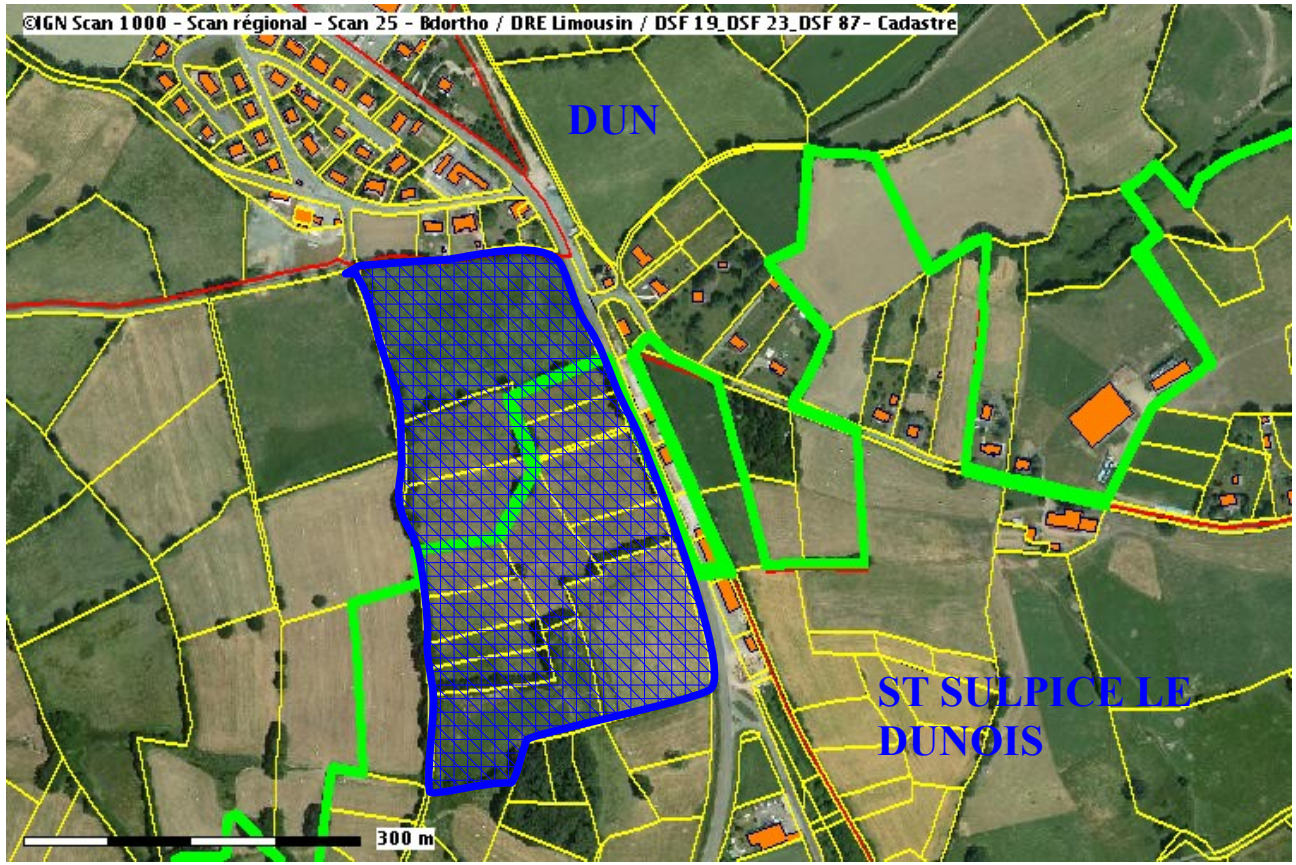 ©IGN Scan 1000 - Scan régional - Scan 25 - Bdortho / DRE Limousin / DSF 19_DSF 23_DSF 87 - Cadastre
DUN
ST SULPICE LE
DUNOIS
300 m